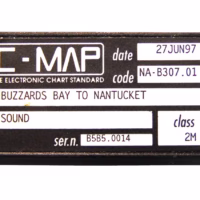 C-MAP date 27JUN97
E ELECTRONIC CHART STANDARD code NA-B307.01
BUZZARDS BAY TO NANTUCKET
SOUND class
ser.n. B585.0014 2M